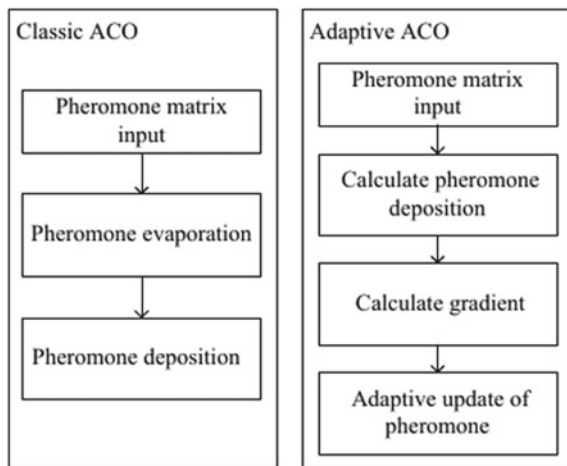 Classic ACO
Pheromone matrix
input
Pheromone evaporation
Pheromone deposition
Adaptive ACO
Pheromone matrix
input
Calculate pheromone
deposition
Calculate gradient
Adaptive update of
pheromone